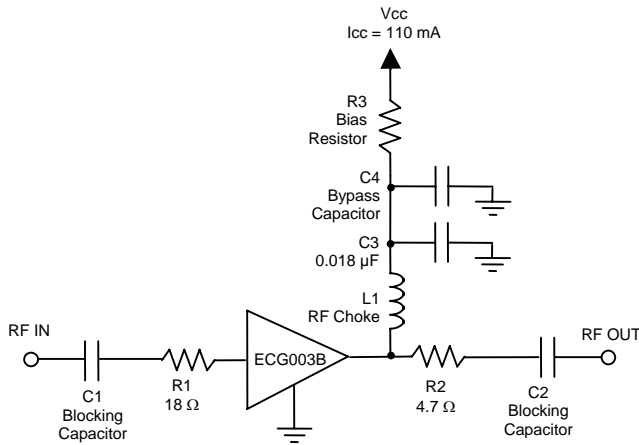 Vcc
Icc = 110 mA
R3
Bias
Resistor
C4
Bypass
Capacitor
C3
0.018 µF
L1
RF Choke
RF IN
RF OUT
ECG003B
C1
Blocking
Capacitor
R1
18 Ω
R2
4.7 Ω
C2
Blocking
Capacitor